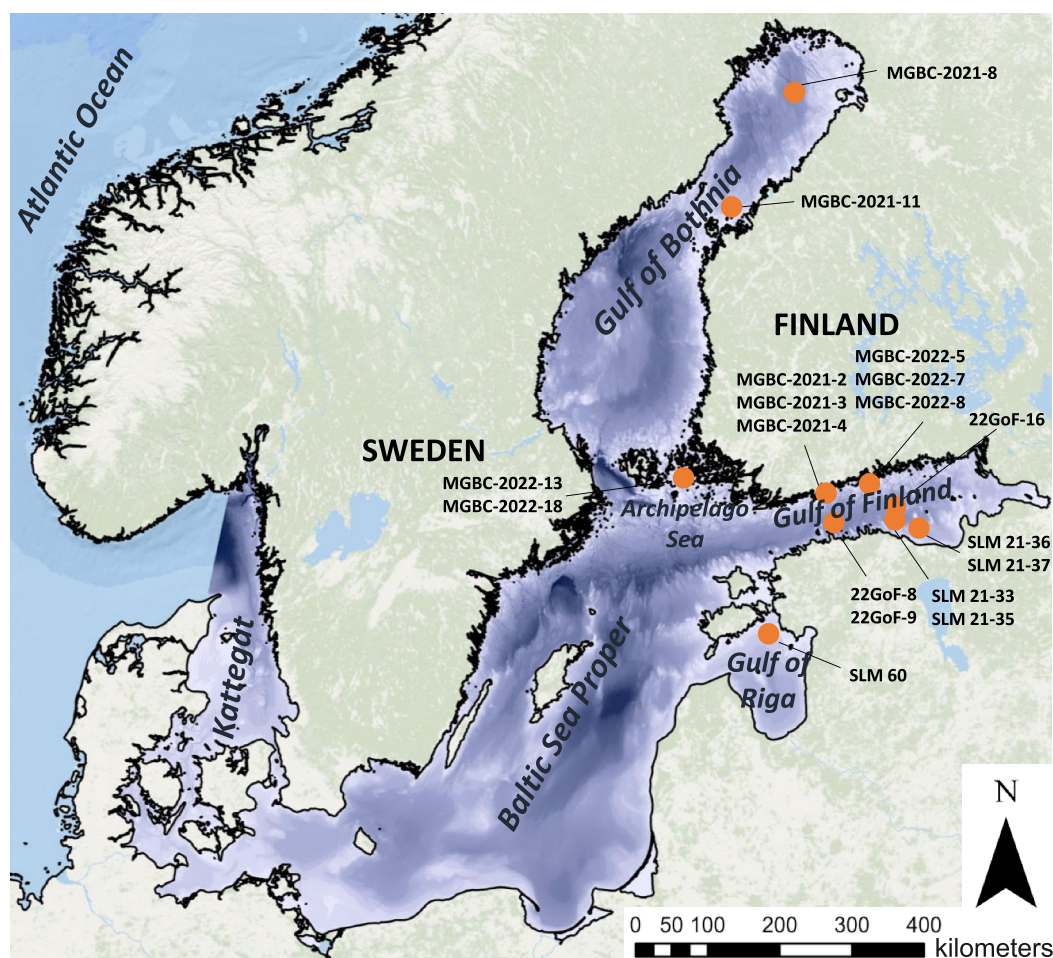 Atlantic Ocean
MGBC-2021-8
MGBC-2021-11
Gulf of Bothnia
FINLAND
MGBC-2022-5
MGBC-2022-7
MGBC-2022-8
MGBC-2021-2
MGBC-2021-3
MGBC-2021-4
22GoF-16
SWEDEN
MGBC-2022-13
MGBC-2022-18
Archipelago
Sea
Gulf of Finland
SLM 21-36
SLM 21-37
22GoF-8
22GoF-9
SLM 21-33
SLM 21-35
Kattegat
Baltic Sea Proper
Gulf of
Riga
SLM 60
N
0 50 100 200 300 400
kilometers